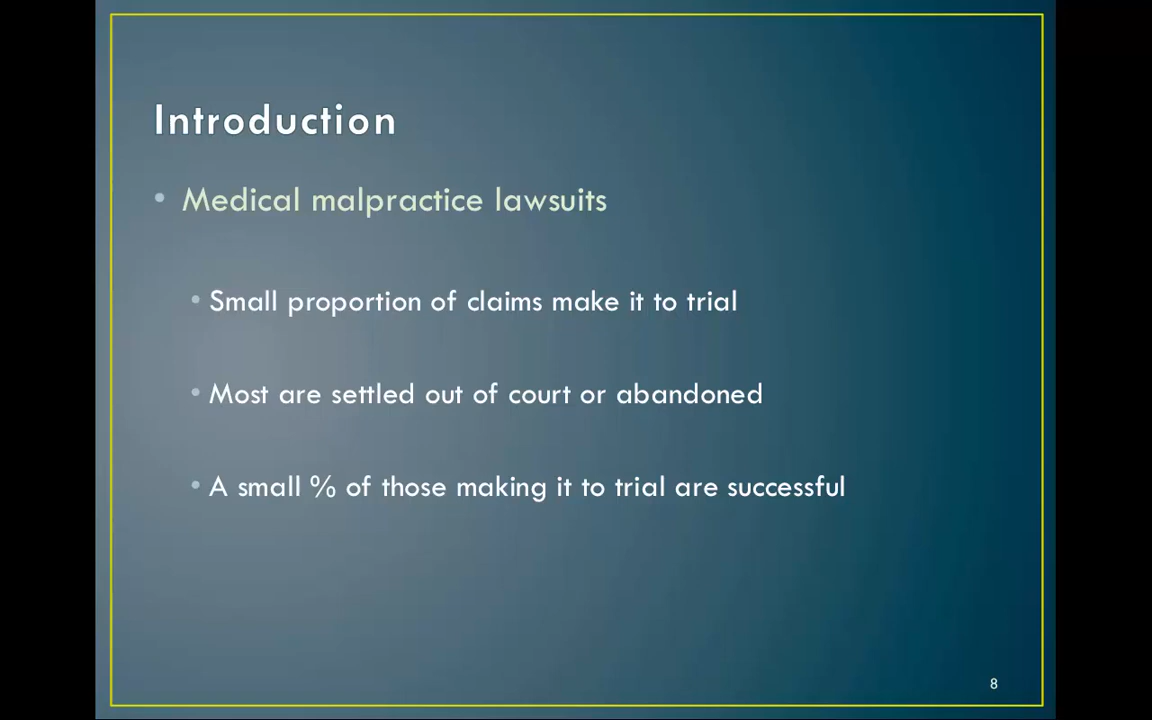 Introduction
• Medical malpractice lawsuits
• Small proportion of claims make it to trial
• Most are settled out of court or abandoned
• A small % of those making it to trial are successful
8